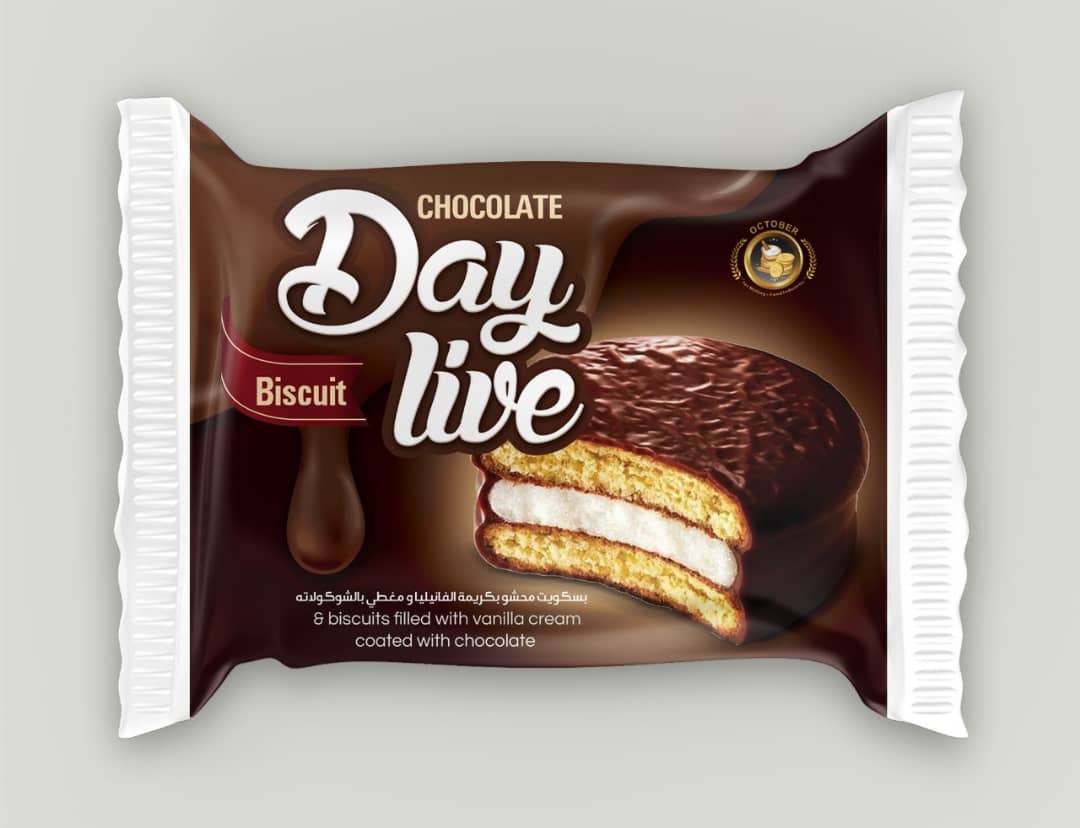 CHOCOLATE
Day
live
Biscuit
OCTOBER
بسكويت محشو بكريمة الفانيليا و مغطي بالشوكولاته
& biscuits filled with vanilla cream
coated with chocolate